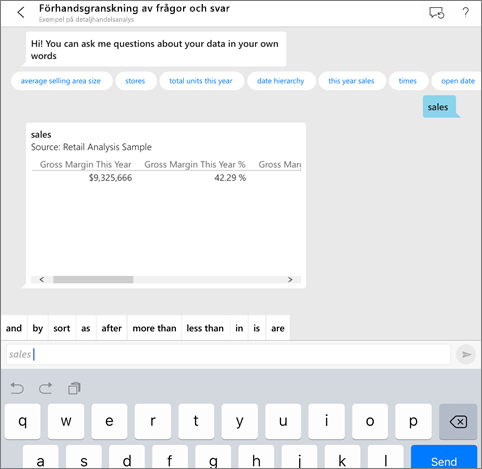 Förhandsgranskning av frågor och svar
Exempel på detaljhandelsanalys
?
Hi! You can ask me questions about your data in your own
words
average selling area size
stores
total units this year
date hierarchy
this year sales
times
open date
sales
sales
Source: Retail Analysis Sample
Gross Margin This Year
Gross Margin This Year %
Gross Marg
$9,325,666
42.29 %
and by sort as after more than less than in is are
sales
q w e r t y u i o p
a s d f g h j k l Send